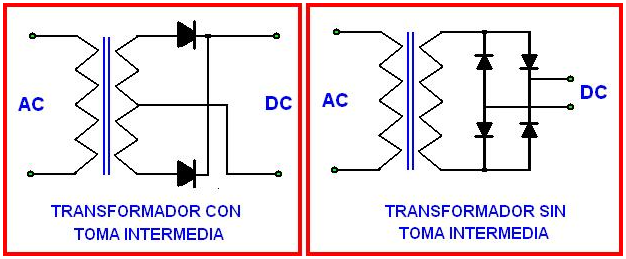 AC
DC
TRANSFORMADOR CON
TOMA INTERMEDIA
AC
DC
TRANSFORMADOR SIN
TOMA INTERMEDIA